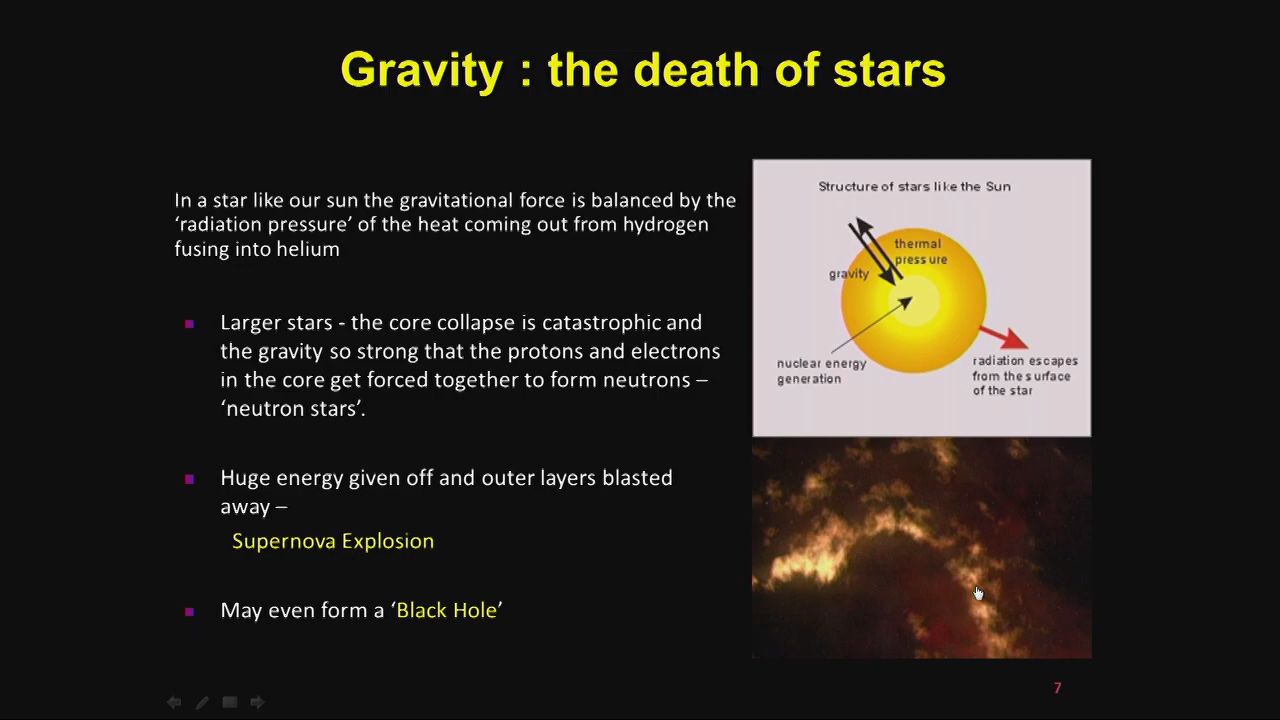 Gravity : the death of stars
In a star like our sun the gravitational force is balanced by the
‘radiation pressure’ of the heat coming out from hydrogen
fusing into helium
Larger stars - the core collapse is catastrophic and
the gravity so strong that the protons and electrons
in the core get forced together to form neutrons –
‘neutron stars’.
Huge energy given off and outer layers blasted
away –
Supernova Explosion
May even form a ‘Black Hole’
Structure of stars like the Sun
thermal
pressure
gravity
nuclear energy
generation
radiation escapes
from the surface
of the star
7